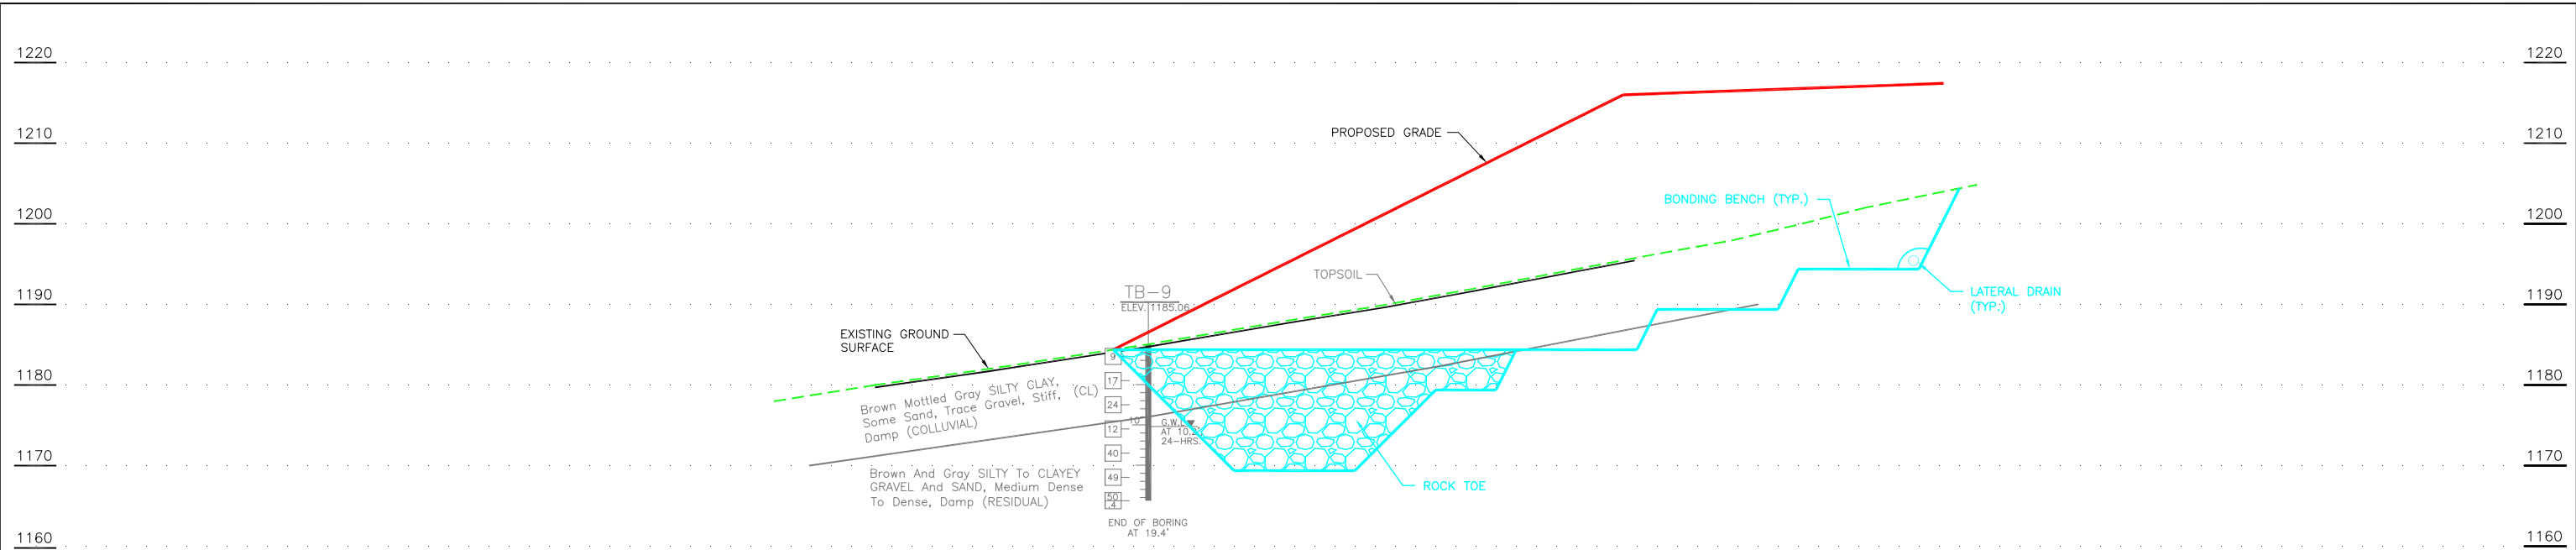 1220
1220
1210
PROPOSED GRADE
1210
1200
BONDING BENCH (TYP.)
1200
TOPSOIL
TB-9
LATERAL DRAIN
(TYP.)
1190
ELEV. 1185.06
1190
EXISTING GROUND
SURFACE
9
1180
17
1180
Brown Mottled Gray SILTY CLAY,
Some Sand, Trace Gravel, Stiff, (CL)
Damp (COLLUVIAL)
24
10
12
G.W.
AT 10.2
24-HRS.
40
1170
1170
Brown And Gray SILTY To CLAYEY
GRAVEL And SAND, Medium Dense
To Dense, Damp (RESIDUAL)
49
ROCK TOE
50
.4
END OF BORING
AT 19.4'
1160
1160